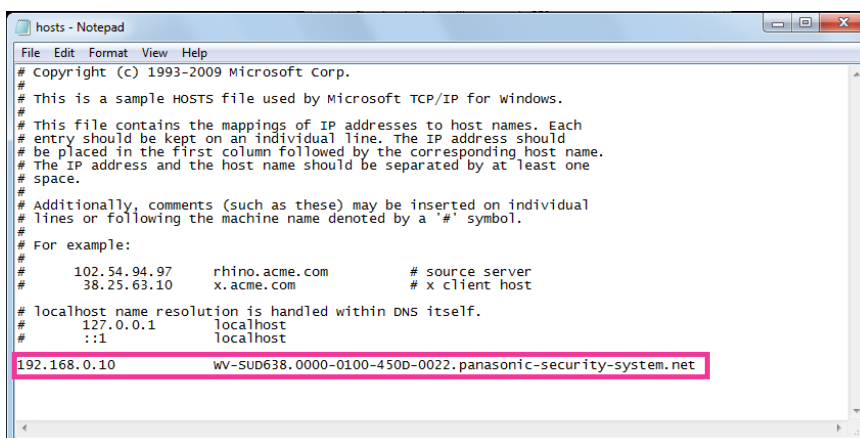 hosts - Notepad
File Edit Format View Help
# Copyright (c) 1993-2009 Microsoft Corp.
#
# This is a sample HOSTS file used by Microsoft TCP/IP for Windows.
#
# This file contains the mappings of IP addresses to host names. Each
# entry should be kept on an individual line. The IP address should
# be placed in the first column followed by the corresponding host name.
# The IP address and the host name should be separated by at least one
# space.
#
# Additionally, comments (such as these) may be inserted on individual
# lines or following the machine name denoted by a '#' symbol.
#
# For example:
#
#      102.54.94.97     rhino.acme.com          # source server
#       38.25.63.10     x.acme.com              # x client host
# localhost name resolution is handled within DNS itself.
#       127.0.0.1       localhost
#       ::1             localhost
192.168.0.10            WV-SUD638.0000-0100-450D-0022.panasonic-security-system.net